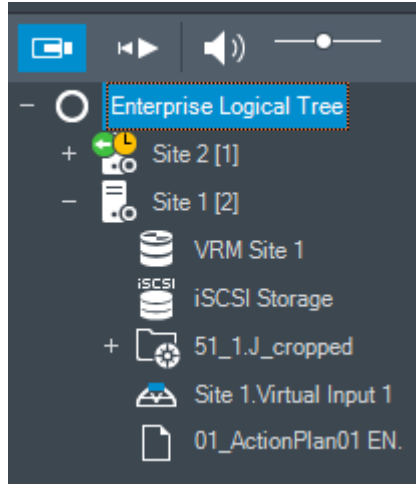 Enterprise Logical Tree
Site 2 [1]
Site 1 [2]
VRM Site 1
iSCSI
iSCSI Storage
51_1.J_cropped
Site 1.Virtual Input 1
01_ActionPlan01 EN.